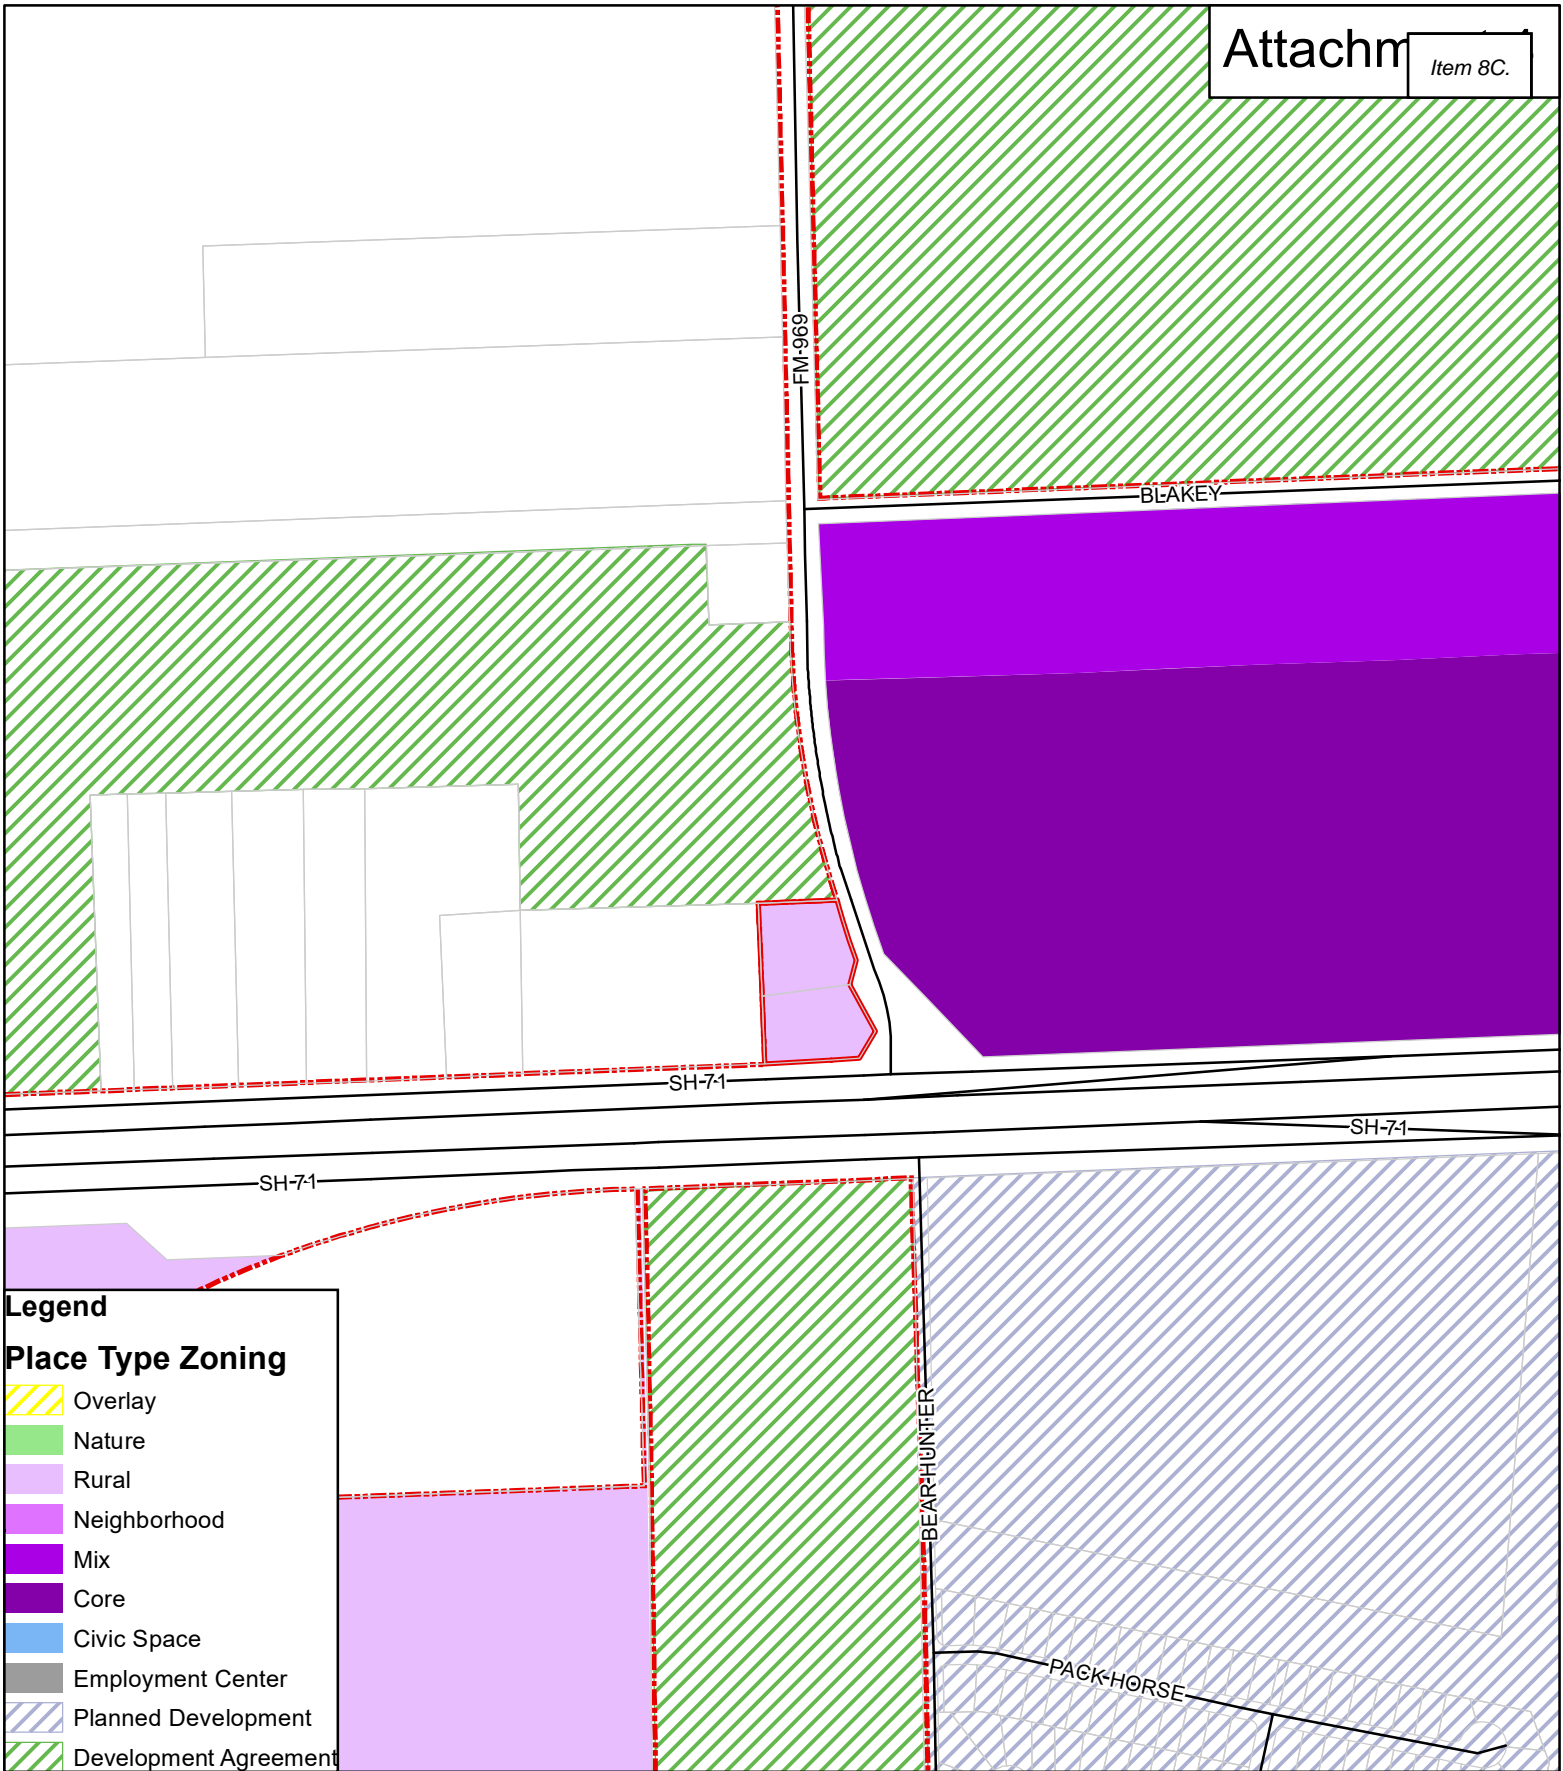 Attachm
Item 8C.
FM-969
BLAKEY
SH-71
SH-71
SH-71
BEAR HUNTER
PACK HORSE
Legend
Place Type Zoning
Overlay
Nature
Rural
Neighborhood
Mix
Core
Civic Space
Employment Center
Planned Development
Development Agreement